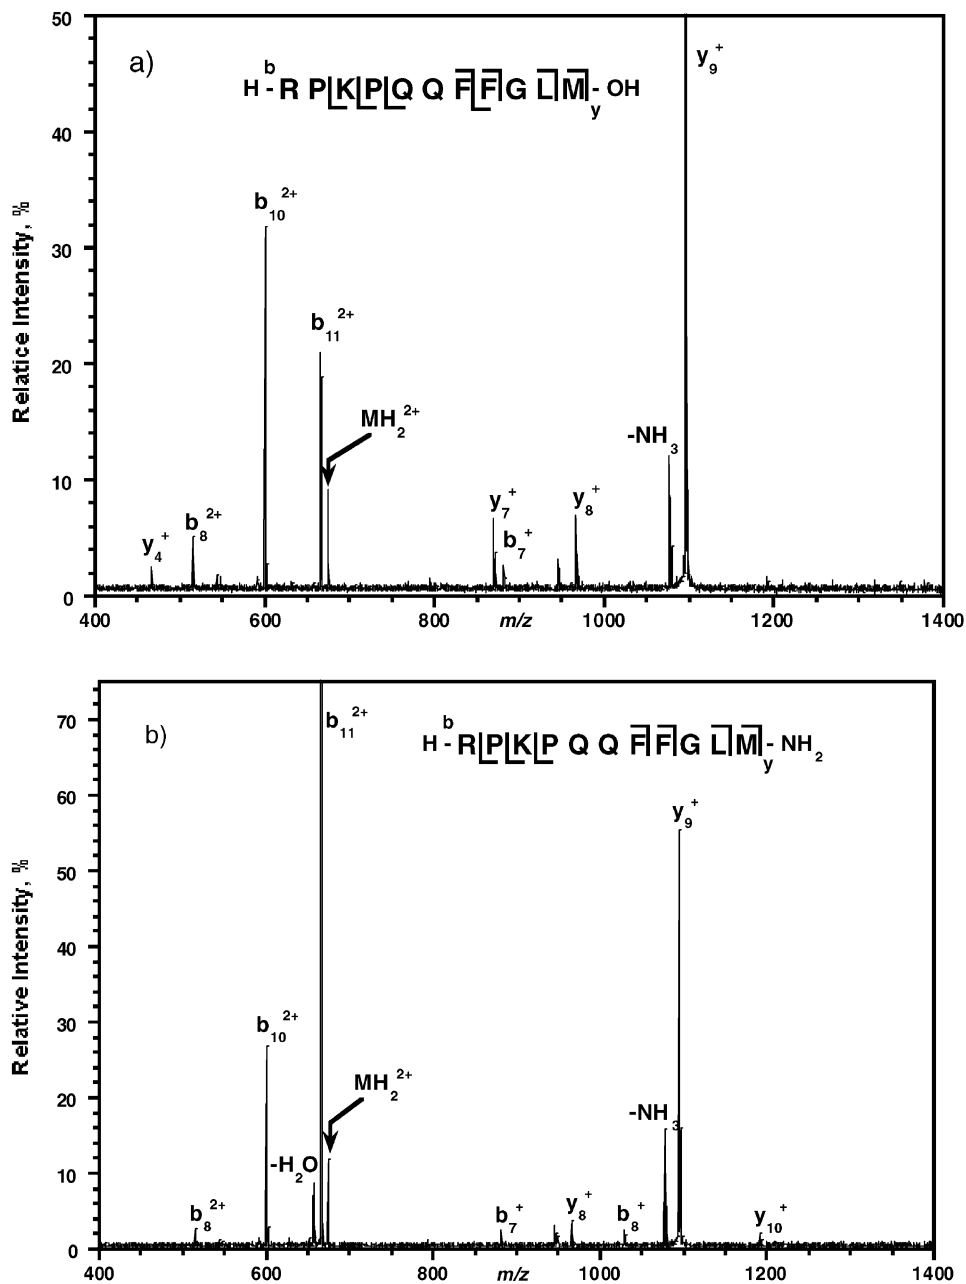 50
a)
b
H - R P K P Q Q F F G L M - OH
y
y9+
40
b10 2+
30
b11 2+
20
MH2 2+
-NH3
10
y7+
y8+
b8 2+
b7+
y4+
0
Relatice Intensity, %
400 600 800 m/z 1000 1200 1400
b11 2+
b)
b
H - R P K P Q Q F F G L M - NH2
y
70
60
y9+
50
40
30
b10 2+
20
MH2 2+
-NH3
-H2O
10
b8 2+
b7+
y8+
b8+
y10+
0
Relative Intensity, %
400 600 800 m/z 1000 1200 1400